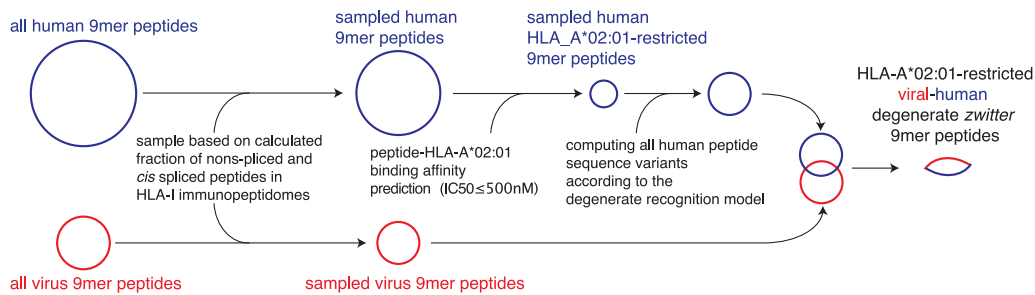 all human 9mer peptides
sampled human
9mer peptides
sampled human
HLA_A*02:01-restricted
9mer peptides
HLA-A*02:01-restricted
viral-human
degenerate zwitter
9mer peptides
sample based on calculated
fraction of nons-pliced and
cis spliced peptides in
HLA-I immunopeptidomes
peptide-HLA-A*02:01
binding affinity
prediction (IC50≤500nM)
computing all human peptide
sequence variants
according to the
degenerate recognition model
all virus 9mer peptides
sampled virus 9mer peptides